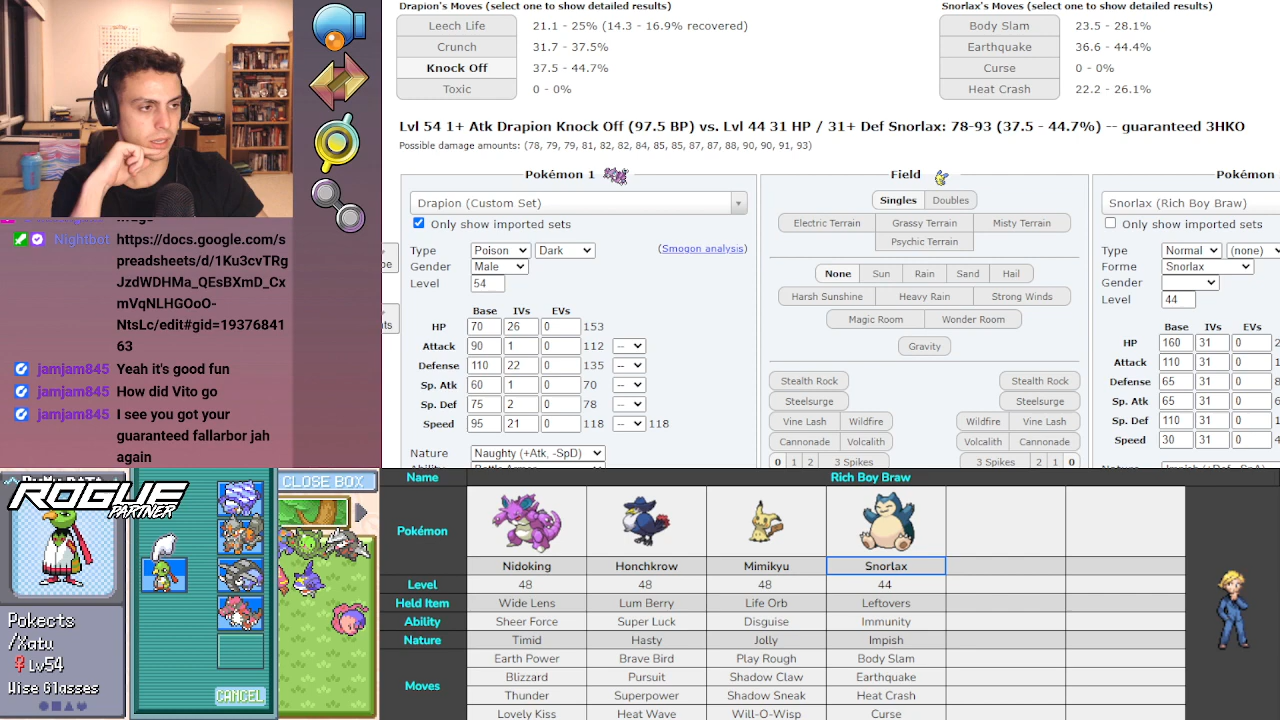 Drapion's Moves (select one to show detailed results)
Leech Life 21.1 - 25% (14.3 - 16.9% recovered)
Crunch 31.7 - 37.5%
Knock Off 37.5 - 44.7%
Toxic 0 - 0%
Snorlax's Moves (select one to show detailed results)
Body Slam 23.5 - 28.1%
Earthquake 36.6 - 44.4%
Curse 0 - 0%
Heat Crash 22.2 - 26.1%
Lvl 54 1+ Atk Drapion Knock Off (97.5 BP) vs. Lvl 44 31 HP / 31+ Def Snorlax: 78-93 (37.5 - 44.7%) -- guaranteed 3HKO
Possible damage amounts: (78, 79, 79, 81, 82, 82, 84, 85, 85, 87, 87, 88, 90, 90, 91, 93)
Pokémon 1
Drapion (Custom Set)
Only show imported sets
Type Poison Dark (Smogon analysis)
Gender Male
Level 54
Base IVs EVs
HP 70 26 0 153
Attack 90 1 0 112 --
Defense 110 22 0 135 --
Sp. Atk 60 1 0 70 --
Sp. Def 75 2 0 78 --
Speed 95 21 0 118 -- 118
Nature Naughty (+Atk, -SpD)
Field
Singles Doubles
Electric Terrain Grassy Terrain Misty Terrain
Psychic Terrain
None Sun Rain Sand Hail
Harsh Sunshine Heavy Rain Strong Winds
Magic Room Wonder Room
Gravity
Stealth Rock Stealth Rock
Steelsurge Steelsurge
Vine Lash Wildfire Wildfire Vine Lash
Cannonade Volcalith Volcalith Cannonade
0 1 2 3 Spikes 3 Spikes 2 1 0
Pokémon
Snorlax (Rich Boy Braw)
Only show imported sets
Type Normal (none)
Forme Snorlax
Gender
Level 44
Base IVs EVs
HP 160 31 0
Attack 110 31 0
Defense 65 31 0
Sp. Atk 65 31 0
Sp. Def 110 31 0
Speed 30 31 0
Nightbot https://docs.google.com/s
preadsheets/d/1Ku3cvTRg
JzdWDHMa_QEsBXmD_Cx
mVqNLHGOoO-
NtsLc/edit#gid=19376841
63
jamjam845 Yeah it's good fun
jamjam845 How did Vito go
jamjam845 I see you got your
guaranteed fallarbor jah
again
ROGUE
PARTNER
Pokects
/Xatu
♀ Lv54
Wise Glasses
CANCEL
CLOSE BOX
Name Rich Boy Braw
Pokémon Nidoking Honchkrow Mimikyu Snorlax
Level 48 48 48 44
Held Item Wide Lens Lum Berry Life Orb Leftovers
Ability Sheer Force Super Luck Disguise Immunity
Nature Timid Hasty Jolly Impish
Moves Earth Power Brave Bird Play Rough Body Slam
Blizzard Pursuit Shadow Claw Earthquake
Thunder Superpower Shadow Sneak Heat Crash
Lovely Kiss Heat Wave Will-O-Wisp Curse